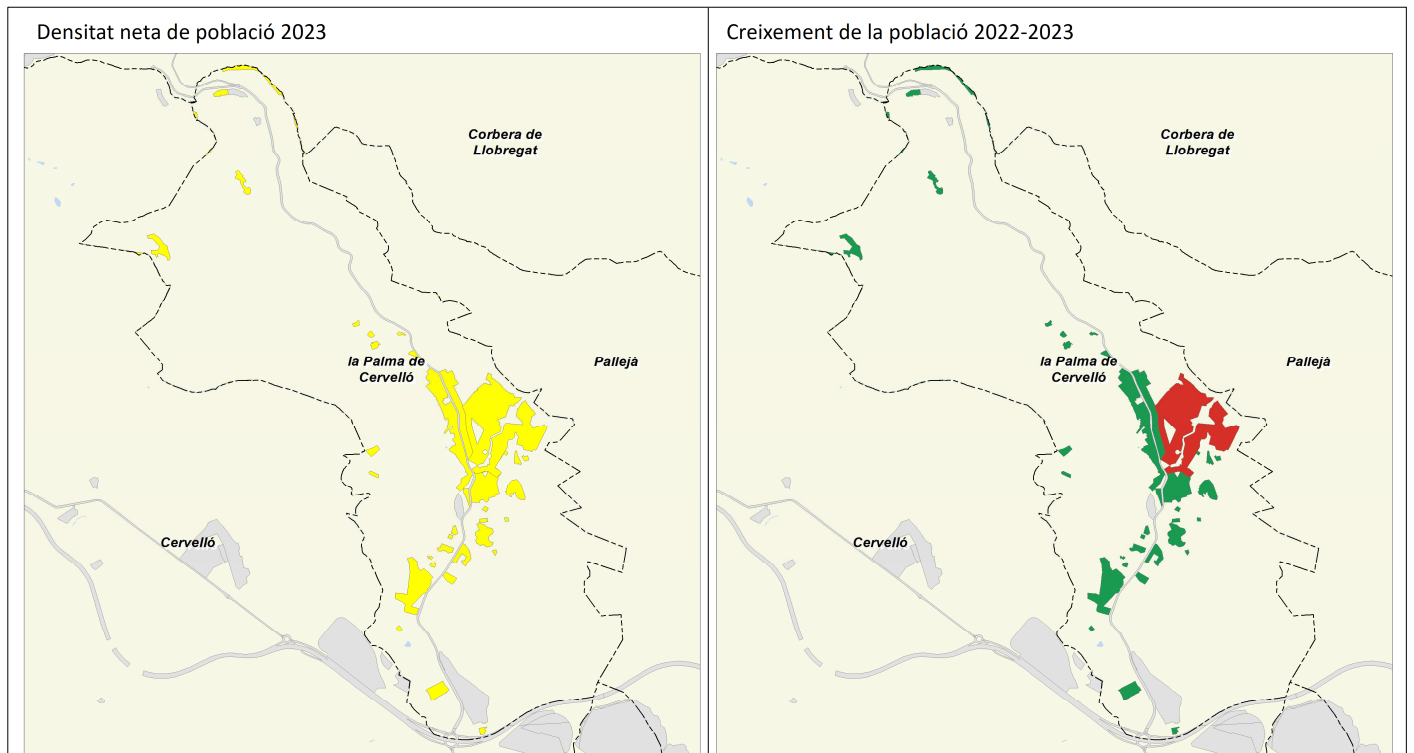 Densitat neta de població 2023
Corbera de
Llobregat
la Palma de
Cervelló
Pallejà
Cervelló
Creixement de la població 2022-2023
Corbera de
Llobregat
la Palma de
Cervelló
Pallejà
Cervelló